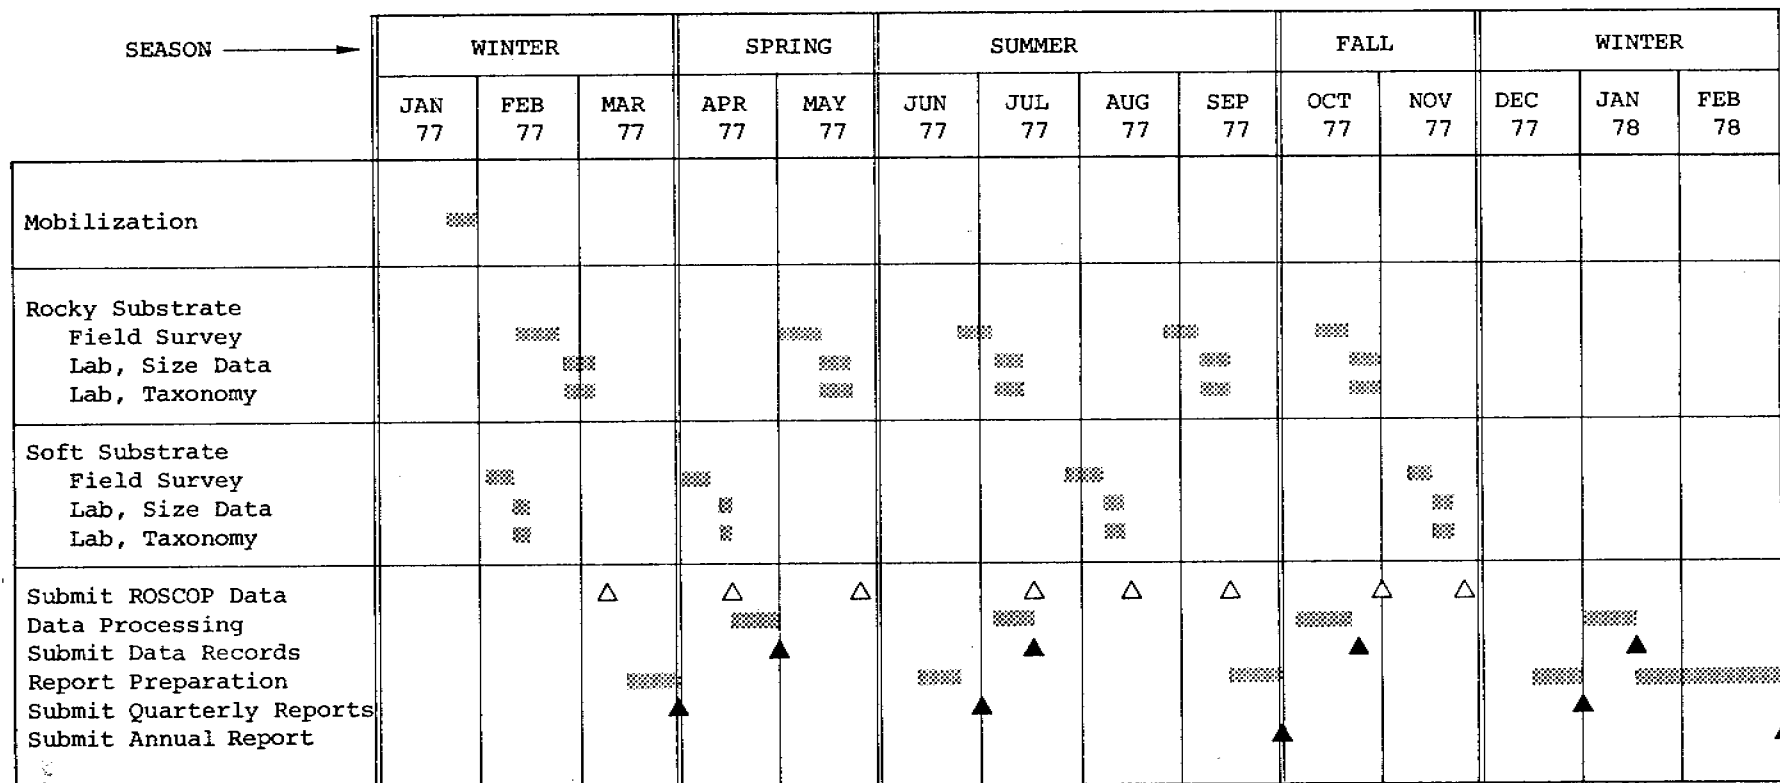 SEASON WINTER SPRING SUMMER FALL WINTER
JAN FEB MAR APR MAY JUN JUL AUG SEP OCT NOV DEC JAN FEB
77 77 77 77 77 77 77 77 77 77 77 77 78 78
Mobilization
Rocky Substrate
Field Survey
Lab, Size Data
Lab, Taxonomy
Soft Substrate
Field Survey
Lab, Size Data
Lab, Taxonomy
Submit ROSCOP Data
Data Processing
Submit Data Records
Report Preparation
Submit Quarterly Reports
Submit Annual Report